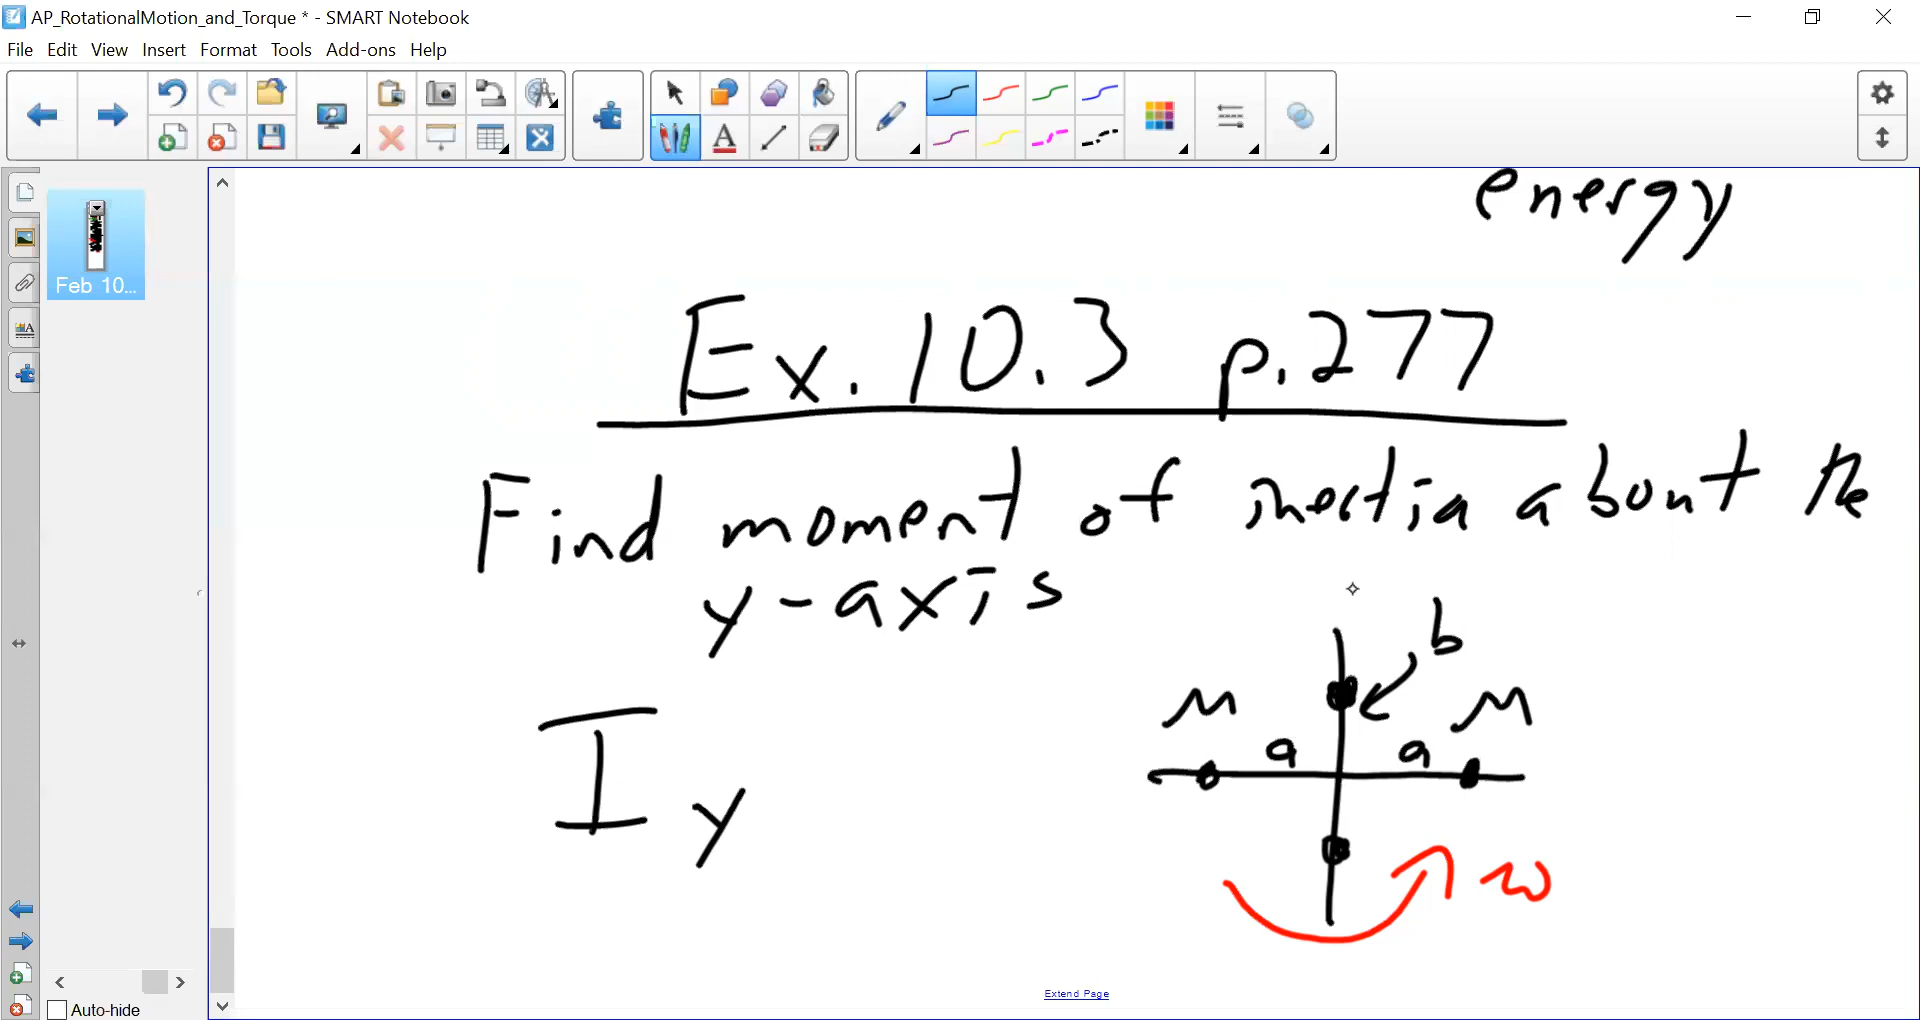 AP_RotationalMotion_and_Torque * - SMART Notebook
File Edit View Insert Format Tools Add-ons Help
energy
Ex. 10.3 p.277
Find moment of inertia about the
y-axis
b
M M
a a
I y
ω
Feb 10...
Extend Page
Auto-hide